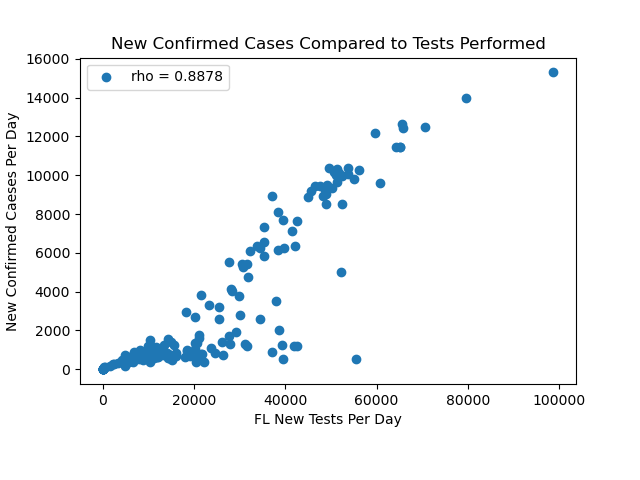 New Confirmed Cases Compared to Tests Performed
rho = 0.8878
New Confirmed Caeses Per Day
16000
14000
12000
10000
8000
6000
4000
2000
0
0 20000 40000 60000 80000 100000
FL New Tests Per Day